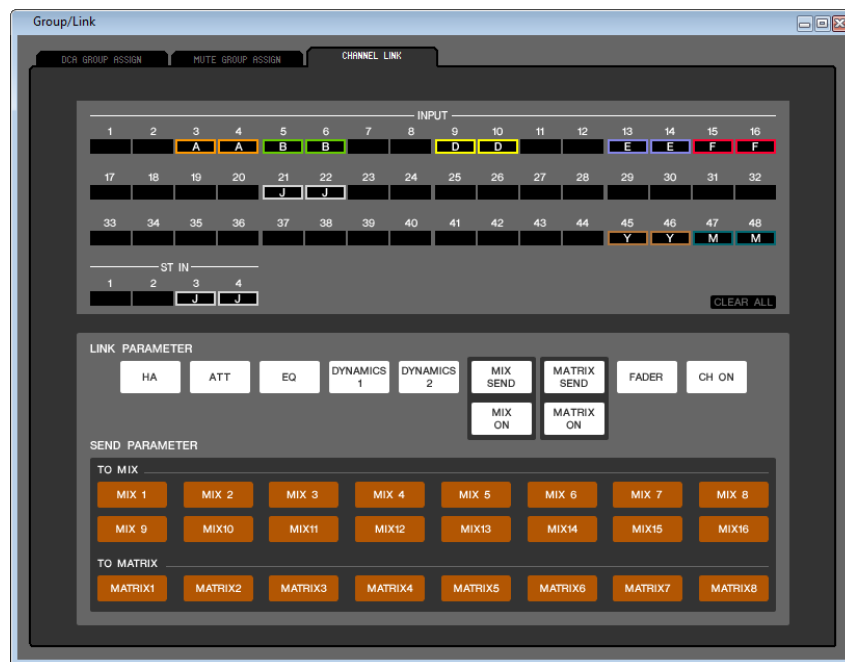 Group/Link
DCA GROUP ASSIGN MUTE GROUP ASSIGN CHANNEL LINK
INPUT
1 2 3 4 5 6 7 8 9 10 11 12 13 14 15 16
A A B B D D E E F F
17 18 19 20 21 22 23 24 25 26 27 28 29 30 31 32
J J
33 34 35 36 37 38 39 40 41 42 43 44 45 46 47 48
Y Y M M
ST IN
1 2 3 4
J J
CLEAR ALL
LINK PARAMETER
HA ATT EQ DYNAMICS 1 DYNAMICS 2 MIX SEND MATRIX SEND FADER CH ON
MIX ON MATRIX ON
SEND PARAMETER
TO MIX
MIX 1 MIX 2 MIX 3 MIX 4 MIX 5 MIX 6 MIX 7 MIX 8
MIX 9 MIX10 MIX11 MIX12 MIX13 MIX14 MIX15 MIX16
TO MATRIX
MATRIX1 MATRIX2 MATRIX3 MATRIX4 MATRIX5 MATRIX6 MATRIX7 MATRIX8